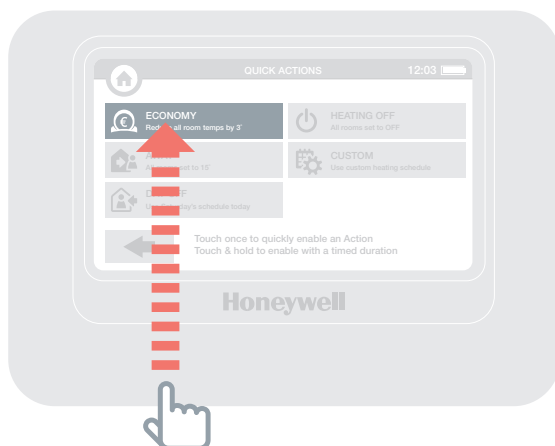 QUICK ACTIONS 12:03
ECONOMY
all room temps by 3°
HEATING OFF
All rooms set to OFF
set to 15°
CUSTOM
Use custom heating schedule
day's schedule today
Touch once to quickly enable an Action
Touch & hold to enable with a timed duration
Honeywell